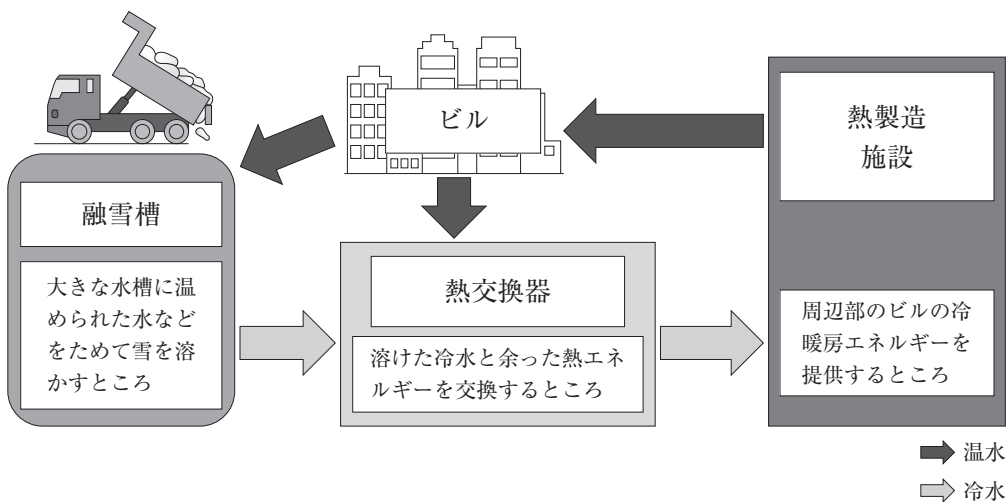 ビル
熱製造
施設
融雪槽
大きな水槽に温
められた水など
をためて雪を溶
かすところ
熱交換器
溶けた冷水と余った熱エネ
ルギーを交換するところ
周辺部のビルの冷
暖房エネルギーを
提供するところ
温水
冷水